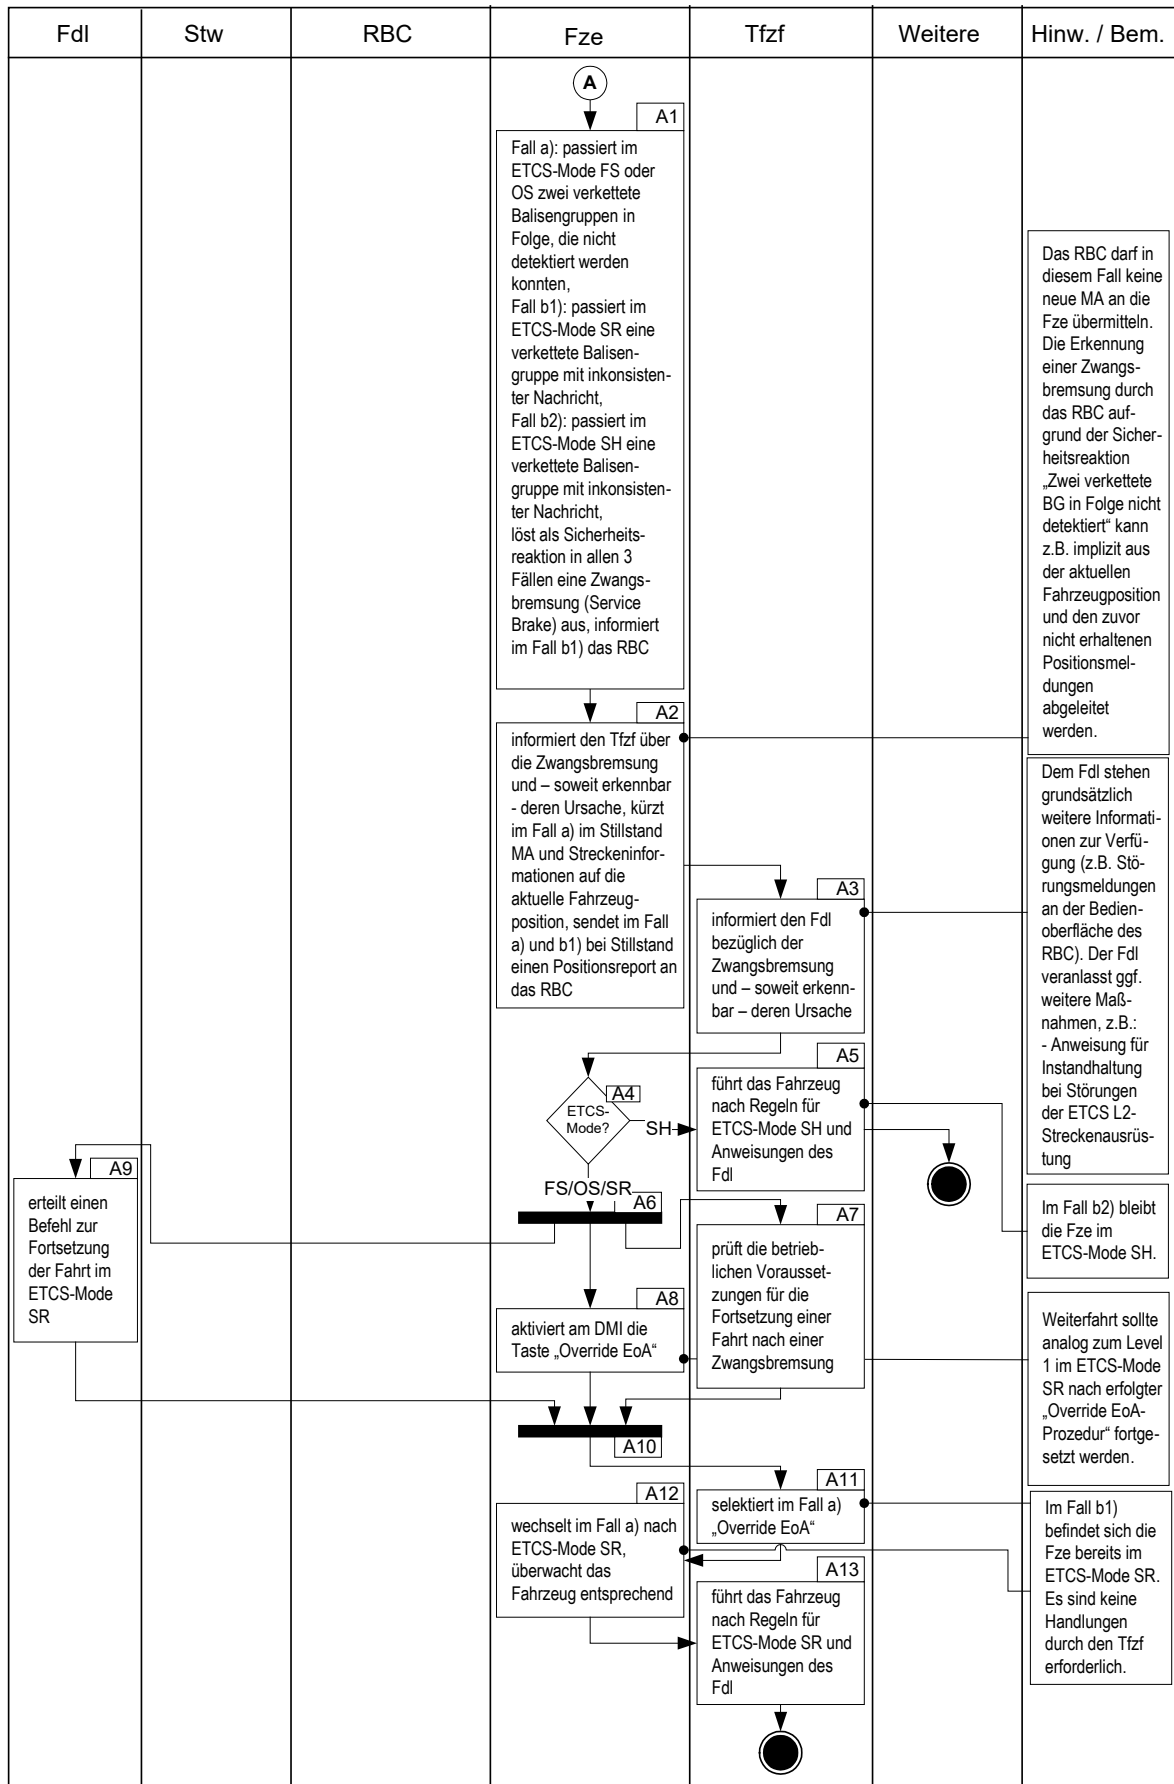 Fdl
Stw
RBC
Fze
Tfzf
Weitere
Hinw. / Bem.
A
A1
Fall a): passiert im
ETCS-Mode FS oder
OS zwei verkettete
Balisengruppen in
Folge, die nicht
detektiert werden
konnten,
Fall b1): passiert im
ETCS-Mode SR eine
verkettete Balisen-
gruppe mit inkonsisten-
ter Nachricht,
Fall b2): passiert im
ETCS-Mode SH eine
verkettete Balisen-
gruppe mit inkonsisten-
ter Nachricht,
löst als Sicherheits-
reaktion in allen 3
Fällen eine Zwangs-
bremsung (Service
Brake) aus, informiert
im Fall b1) das RBC
Das RBC darf in
diesem Fall keine
neue MA an die
Fze übermitteln.
Die Erkennung
einer Zwangs-
bremsung durch
das RBC auf-
grund der Sicher-
heitsreaktion
„Zwei verkettete
BG in Folge nicht
detektiert“ kann
z.B. implizit aus
der aktuellen
Fahrzeugposition
und den zuvor
nicht erhaltenen
Positionsmel-
dungen
abgeleitet
werden.
A2
informiert den Tfzf über
die Zwangsbremsung
und – soweit erkennbar
- deren Ursache, kürzt
im Fall a) im Stillstand
MA und Streckeninfor-
mationen auf die
aktuelle Fahrzeug-
position, sendet im Fall
a) und b1) bei Stillstand
einen Positionsreport an
das RBC
Dem Fdl stehen
grundsätzlich
weitere Informati-
onen zur Verfü-
gung (z.B. Stö-
rungsmeldungen
an der Bedien-
oberfläche des
RBC). Der Fdl
veranlasst ggf.
weitere Maß-
nahmen, z.B.:
- Anweisung für
Instandhaltung
bei Störungen
der ETCS L2-
Streckenausrüs-
tung
A3
informiert den Fdl
bezüglich der
Zwangsbremsung
und – soweit erkenn-
bar – deren Ursache
A4
ETCS-
Mode?
SH
FS/OS/SR
A5
führt das Fahrzeug
nach Regeln für
ETCS-Mode SH und
Anweisungen des
Fdl
Im Fall b2) bleibt
die Fze im
ETCS-Mode SH.
A6
A9
erteilt einen
Befehl zur
Fortsetzung
der Fahrt im
ETCS-Mode
SR
A7
prüft die betrieb-
lichen Vorausset-
zungen für die
Fortsetzung einer
Fahrt nach einer
Zwangsbremsung
A8
aktiviert am DMI die
Taste „Override EoA“
Weiterfahrt sollte
analog zum Level
1 im ETCS-Mode
SR nach erfolgter
„Override EoA-
Prozedur“ fortge-
setzt werden.
A10
A11
selektiert im Fall a)
„Override EoA“
A12
wechselt im Fall a) nach
ETCS-Mode SR,
überwacht das
Fahrzeug entsprechend
Im Fall b1)
befindet sich die
Fze bereits im
ETCS-Mode SR.
Es sind keine
Handlungen
durch den Tfzf
erforderlich.
A13
führt das Fahrzeug
nach Regeln für
ETCS-Mode SR und
Anweisungen des
Fdl